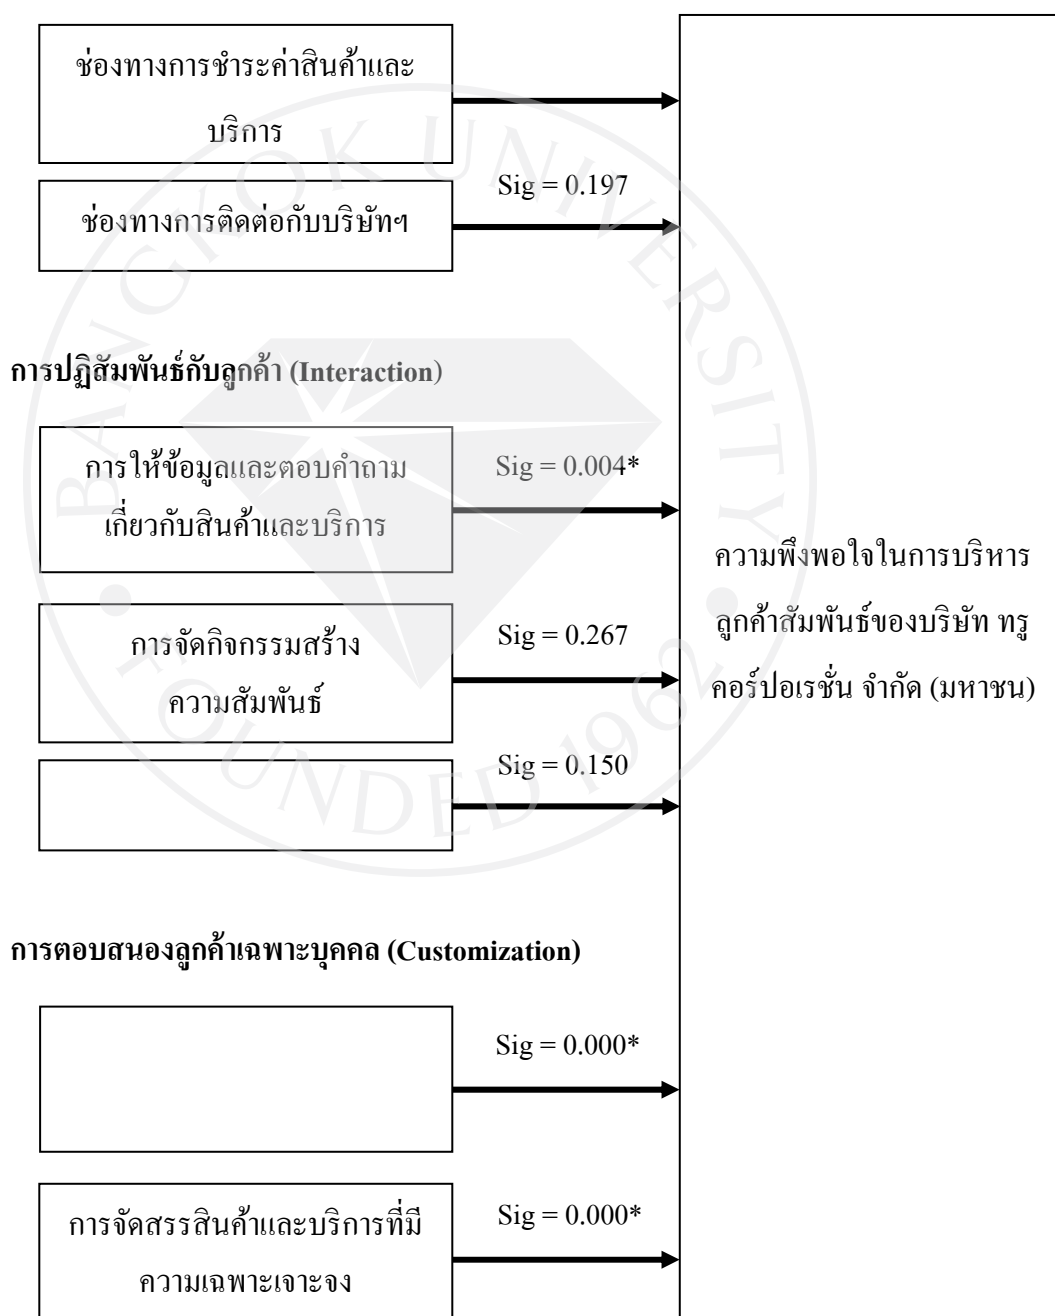 ช่องทางการชำระค่าสินค้าและ
บริการ
Sig = 0.197
ช่องทางการติดต่อกับบริษัทฯ
การปฏิสัมพันธ์กับลูกค้า (Interaction)
การให้ข้อมูลและตอบคำถาม
เกี่ยวกับสินค้าและบริการ
Sig = 0.004*
การจัดกิจกรรมสร้าง
ความสัมพันธ์
Sig = 0.267
Sig = 0.150
ความพึงพอใจในการบริหาร
ลูกค้าสัมพันธ์ของบริษัท ทรู
คอร์ปอเรชั่น จำกัด (มหาชน)
การตอบสนองลูกค้าเฉพาะบุคคล (Customization)
Sig = 0.000*
การจัดสรรสินค้าและบริการที่มี
ความเฉพาะเจาะจง
Sig = 0.000*
BANGKOK UNIVERSITY
FOUNDED 1962